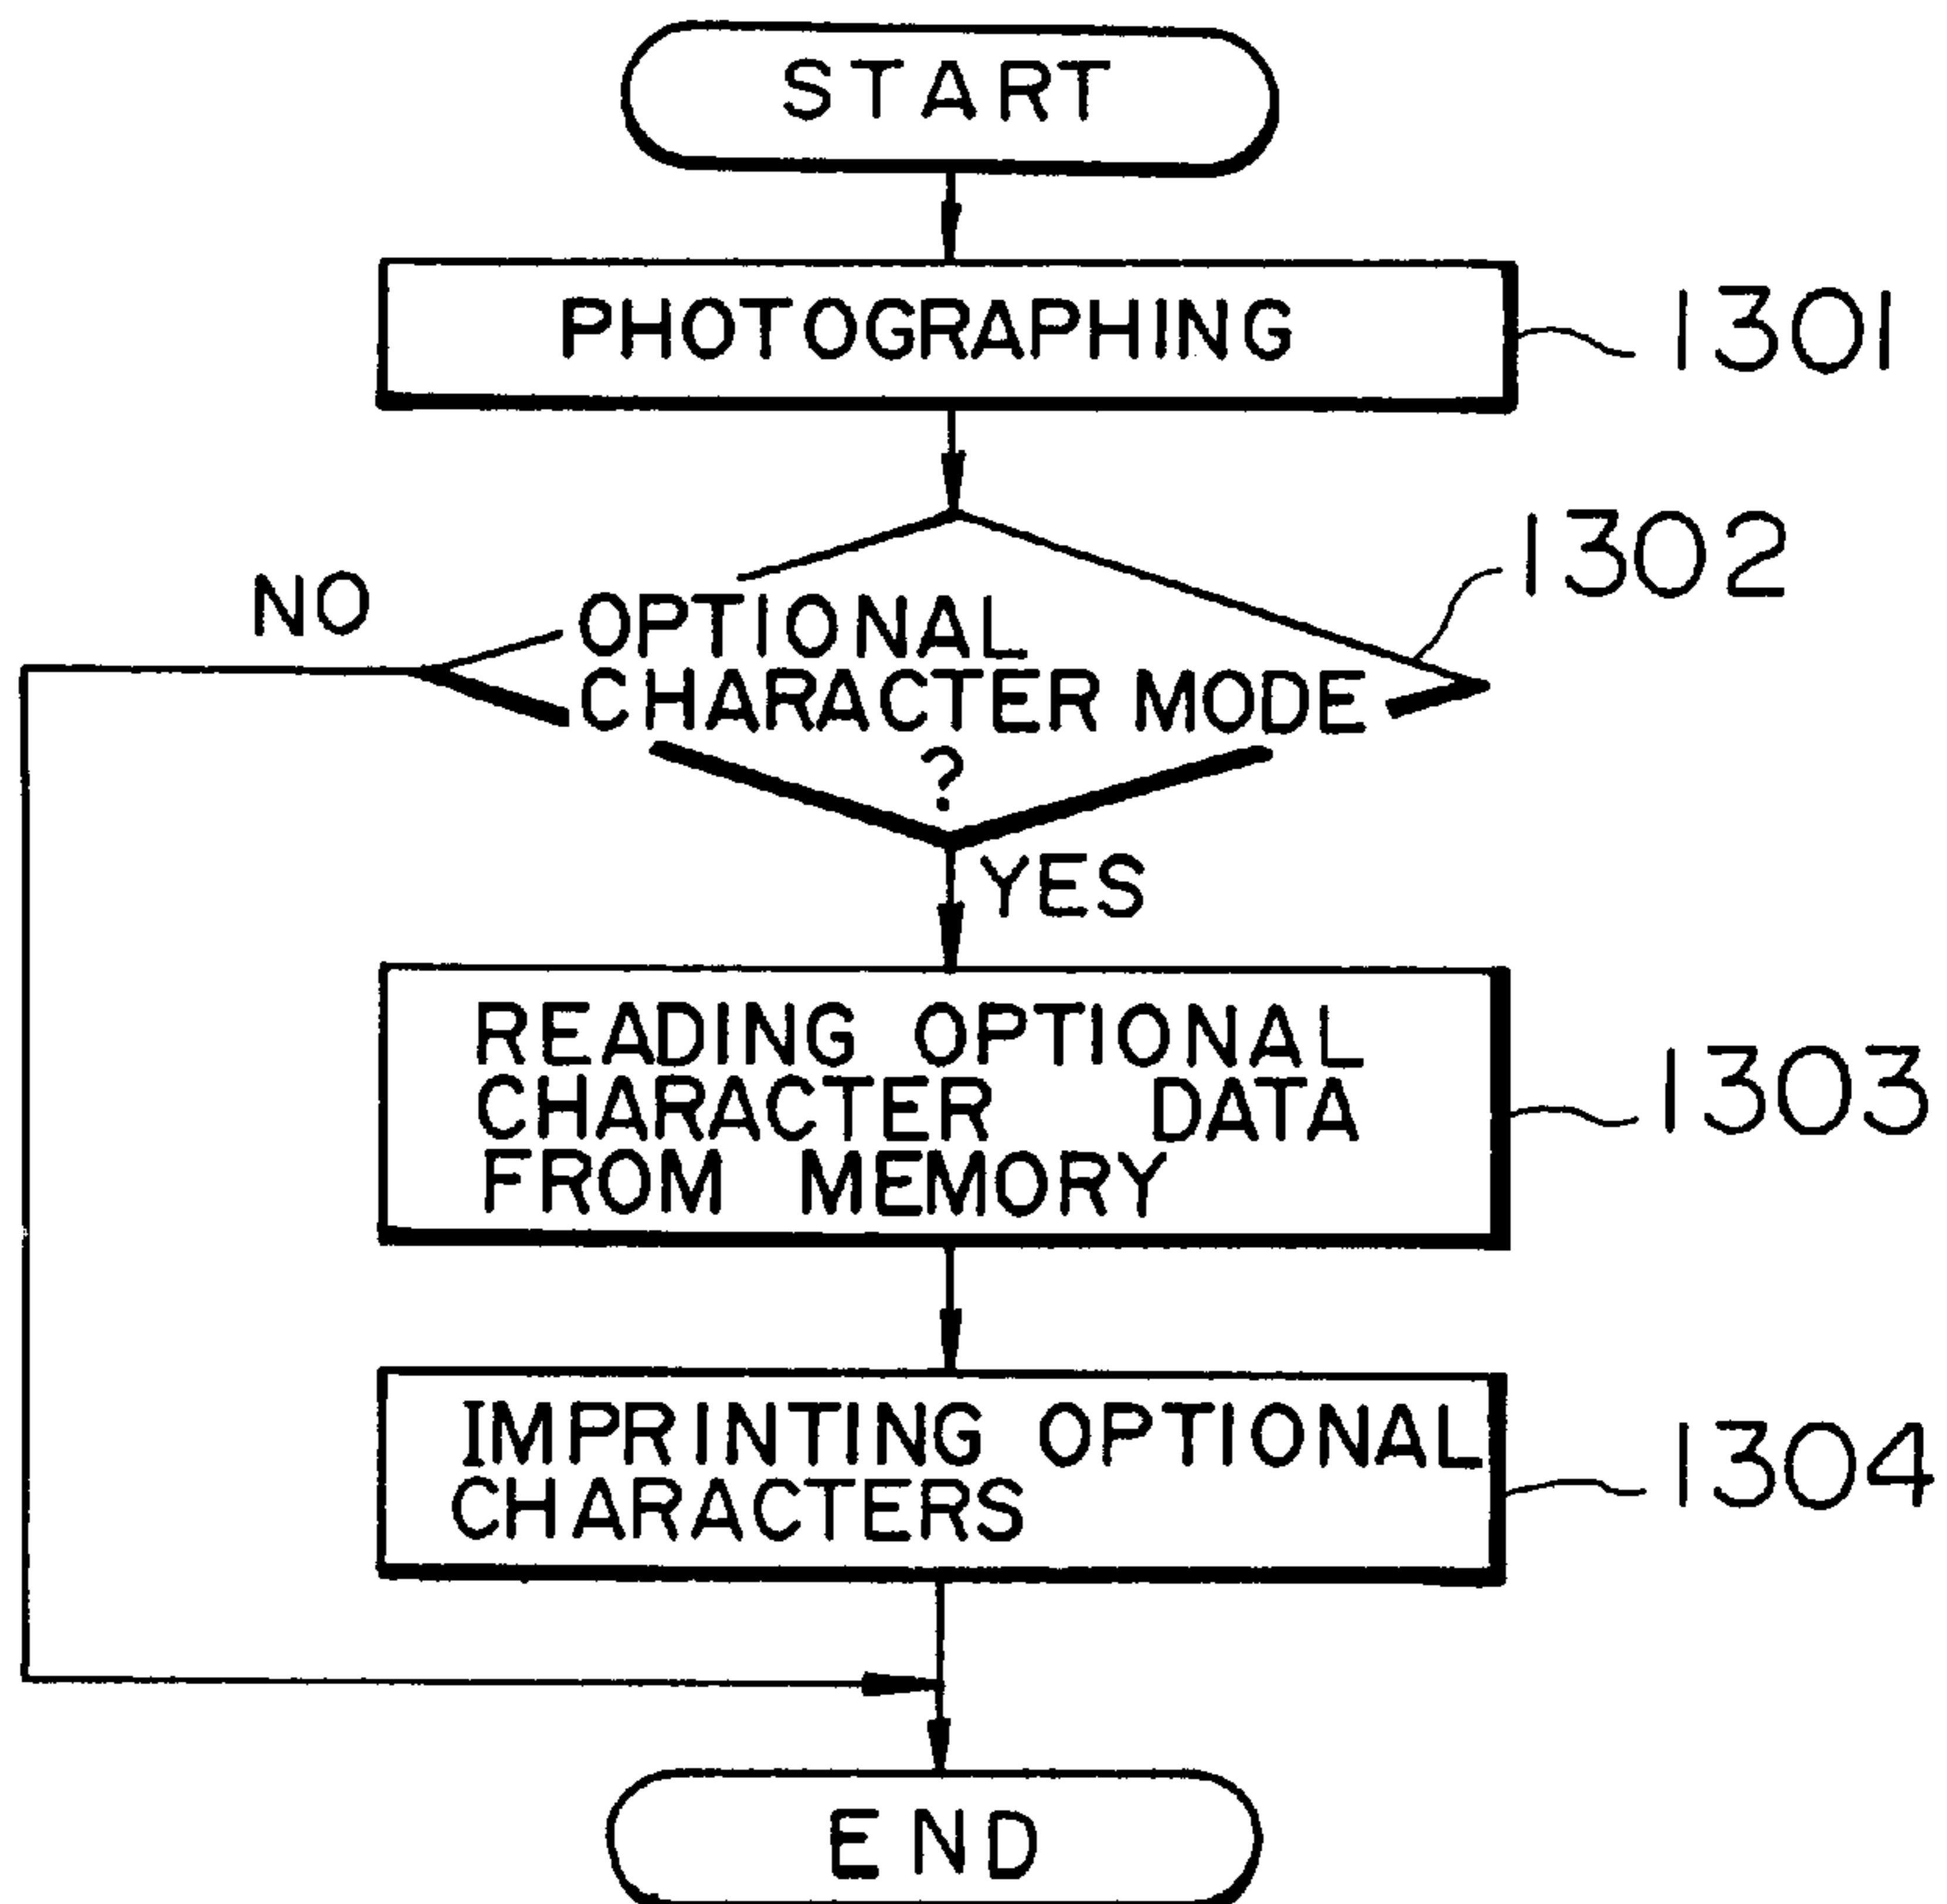 START
PHOTOGRAPHING
1301
1302
NO
OPTIONAL
CHARACTER MODE
?
YES
READING OPTIONAL
CHARACTER DATA
FROM MEMORY
1303
IMPRINTING OPTIONAL
CHARACTERS
1304
END